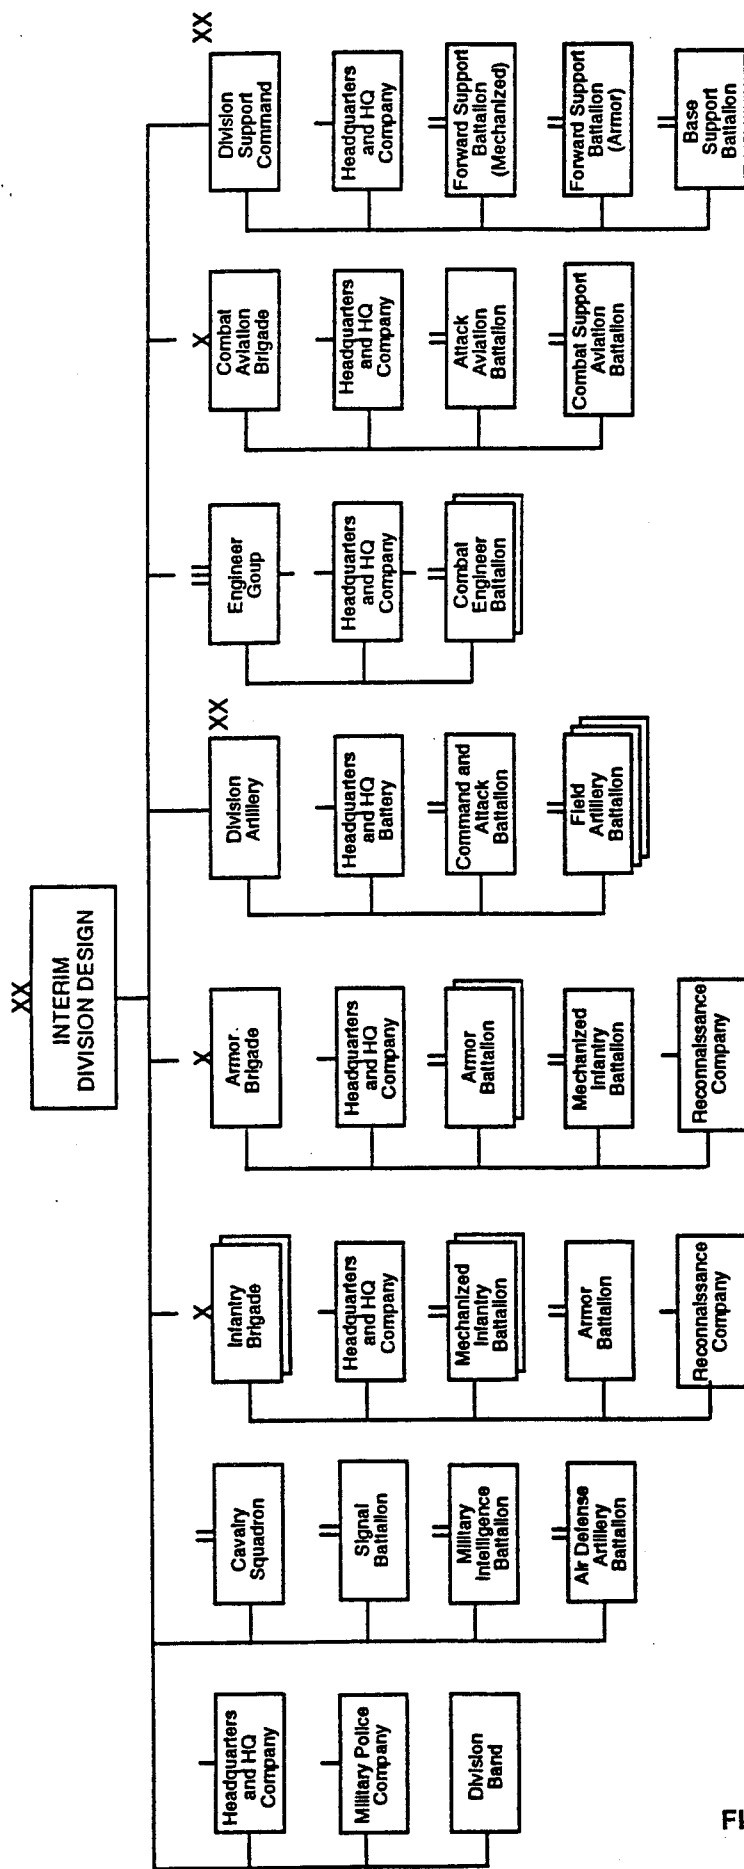 XX
INTERIM
DIVISION DESIGN
Headquarters
and HQ
Company
Military Police
Company
Division
Band
Cavalry
Squadron
Signal
Battalion
Military
Intelligence
Battalion
Air Defense
Artillery
Battalion
X
Infantry
Brigade
Headquarters
and HQ
Company
Mechanized
Infantry
Battalion
Armor
Battalion
Reconnaissance
Company
X
Armor
Brigade
Headquarters
and HQ
Company
Armor
Battalion
Mechanized
Infantry
Battalion
Reconnaissance
Company
XX
Division
Artillery
Headquarters
and HQ
Battery
Command and
Attack
Battalion
Field
Artillery
Battalion
Engineer
Goup
Headquarters
and HQ
Company
Combat
Engineer
Battalion
X
Combat
Aviation
Brigade
Headquarters
and HQ
Company
Attack
Aviation
Battalion
Combat Support
Aviation
Battalion
XX
Division
Support
Command
Headquarters
and HQ
Company
Forward Support
Battalion
(Mechanized)
Forward Support
Battalion
(Armor)
Base
Support
Battalion